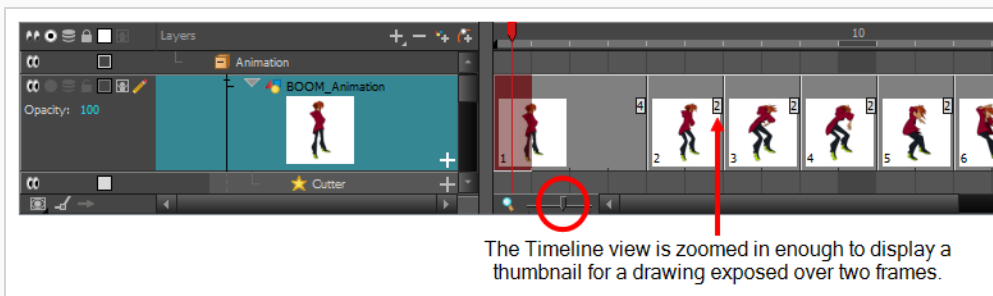 Layers
10
Animation
BOOM_Animation
Opacity: 100
4 2 2 2 2
1 2 3 4 5 6
Cutter
The Timeline view is zoomed in enough to display a
thumbnail for a drawing exposed over two frames.